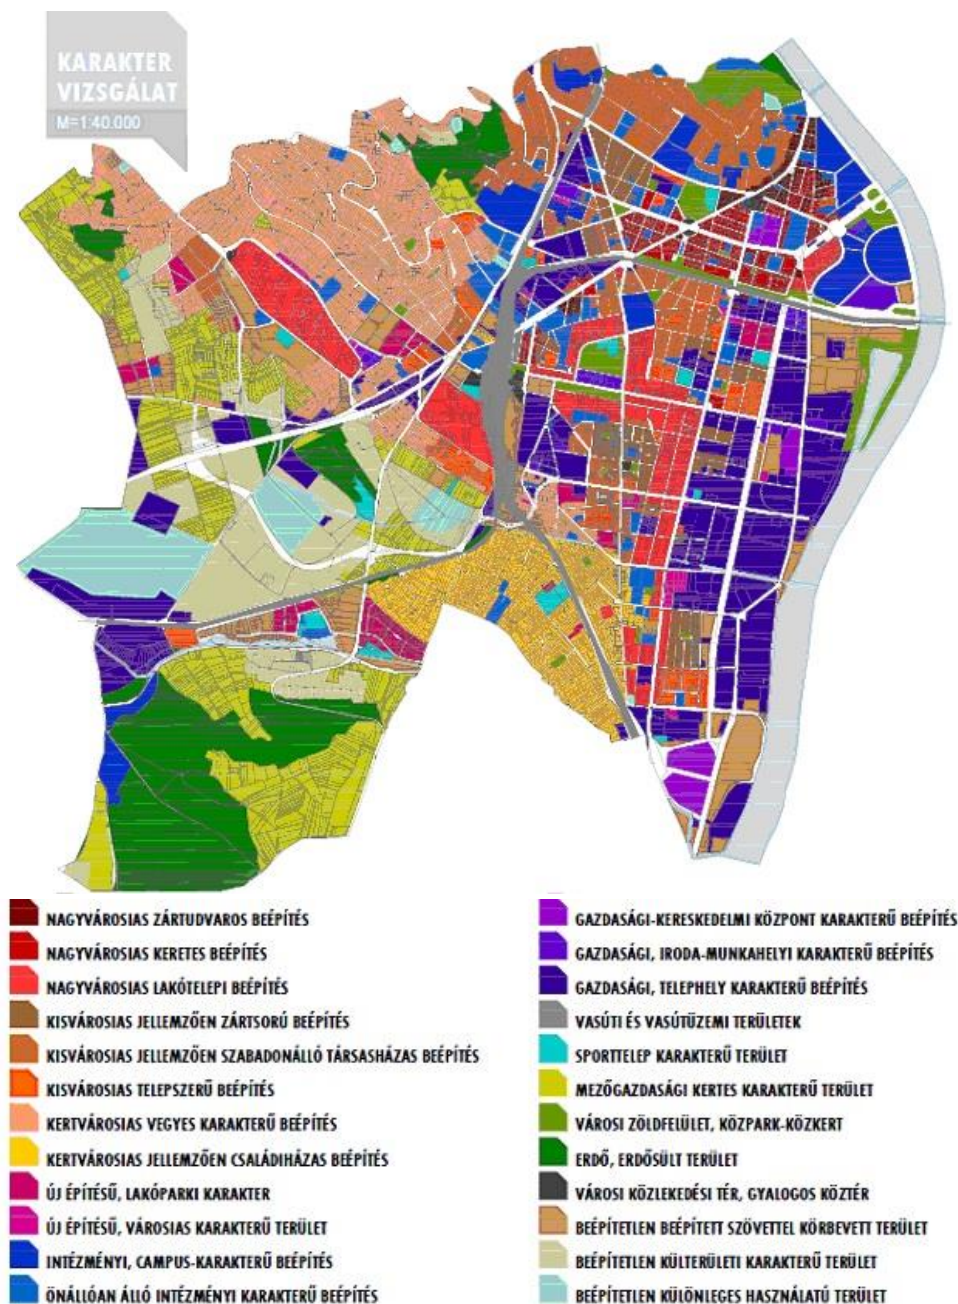 KARAKTER
VIZSGÁLAT
M=1:40.000
NAGYVÁROSIAS ZÁRTUDVAROS BEÉPÍTÉS
NAGYVÁROSIAS KERETES BEÉPÍTÉS
NAGYVÁROSIAS LAKÓTELEPI BEÉPÍTÉS
KISVÁROSIAS JELLEMZŐEN ZÁRTSORÚ BEÉPÍTÉS
KISVÁROSIAS JELLEMZŐEN SZABADONÁLLÓ TÁRSASHÁZAS BEÉPÍTÉS
KISVÁROSIAS TELEPSZERŰ BEÉPÍTÉS
KERTVÁROSIAS VEGYES KARAKTERŰ BEÉPÍTÉS
KERTVÁROSIAS JELLEMZŐEN CSALÁDIHÁZAS BEÉPÍTÉS
ÚJ ÉPÍTÉSŰ, LAKÓPARKI KARAKTER
ÚJ ÉPÍTÉSŰ, VÁROSIAS KARAKTERŰ TERÜLET
INTÉZMÉNYI, CAMPUS-KARAKTERŰ BEÉPÍTÉS
ÖNÁLLÓAN ÁLLÓ INTÉZMÉNYI KARAKTERŰ BEÉPÍTÉS
GAZDASÁGI-KERESKEDELMI KÖZPONT KARAKTERŰ BEÉPÍTÉS
GAZDASÁGI, IRODA-MUNKAHELYI KARAKTERŰ BEÉPÍTÉS
GAZDASÁGI, TELEPHELY KARAKTERŰ BEÉPÍTÉS
VASÚTI ÉS VASÚTÜZEMI TERÜLETEK
SPORTTELEP KARAKTERŰ TERÜLET
MEZŐGAZDASÁGI KERTES KARAKTERŰ TERÜLET
VÁROSI ZÖLDFELÜLET, KÖZPARK-KÖZKERT
ERDŐ, ERDŐSÜLT TERÜLET
VÁROSI KÖZLEKEDÉSI TÉR, GYALOGOS KÖZTÉR
BEÉPÍTETLEN BEÉPÍTETT SZÖVETTEL KÖRBEVETT TERÜLET
BEÉPÍTETLEN KÜLTERÜLETI KARAKTERŰ TERÜLET
BEÉPÍTETLEN KÜLÖNLEGES HASZNÁLATÚ TERÜLET